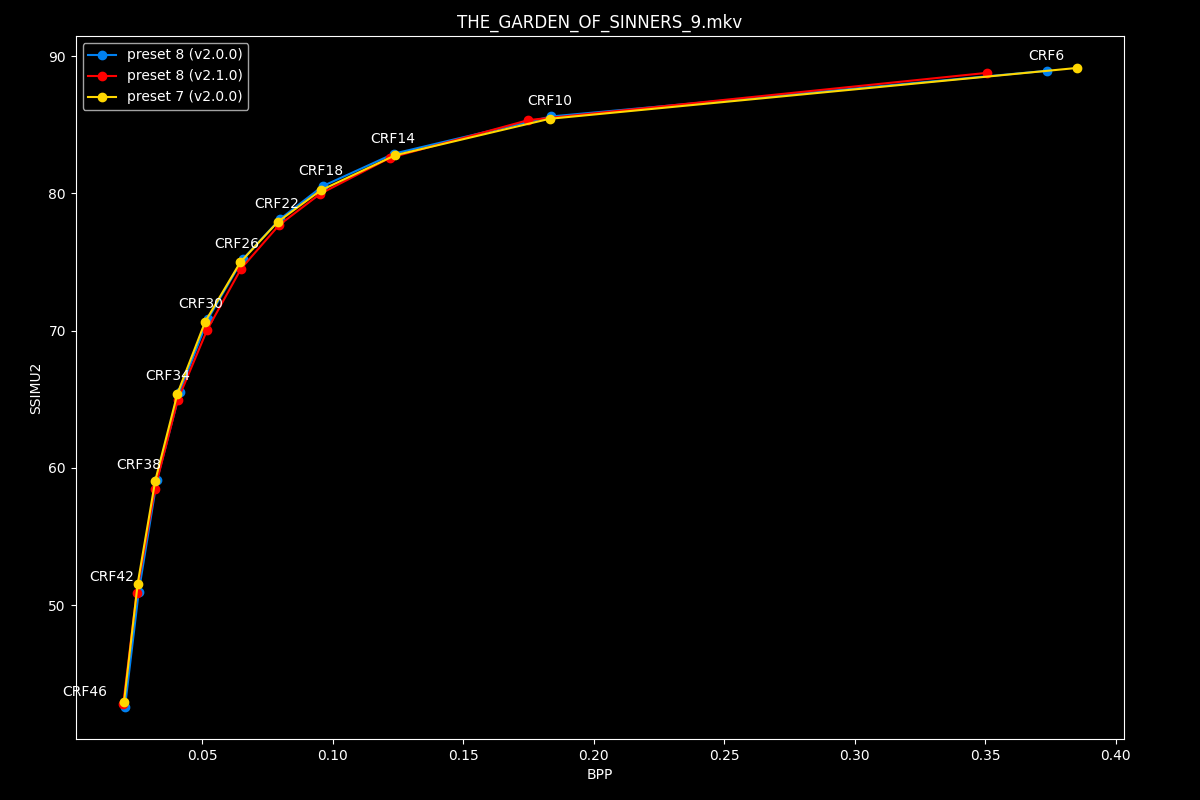 THE_GARDEN_OF_SINNERS_9.mkv
preset 8 (v2.0.0)
preset 8 (v2.1.0)
preset 7 (v2.0.0)
CRF6
CRF10
CRF14
CRF18
CRF22
CRF26
CRF30
CRF34
CRF38
CRF42
CRF46
90
80
70
60
50
SSIMU2
0.05 0.10 0.15 0.20 0.25 0.30 0.35 0.40
BPP